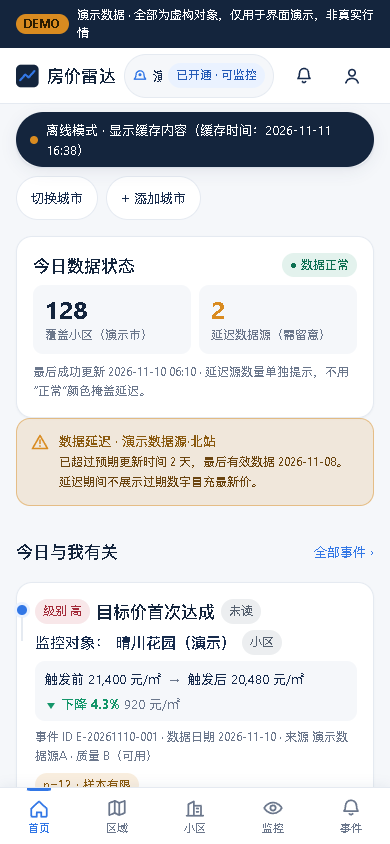 DEMO
演示数据 · 全部为虚构对象，仅用于界面演示，非真实行
情
房价雷达
已开通 · 可监控
离线模式 · 显示缓存内容（缓存时间：2026-11-11
16:38）
切换城市
+ 添加城市
今日数据状态
● 数据正常
128
覆盖小区（演示市）
2
延迟数据源（需留意）
最后成功更新 2026-11-10 06:10 · 延迟源数量单独提示，不用
"正常"颜色掩盖延迟。
数据延迟 · 演示数据源·北站
已超过预期更新时间 2 天，最后有效数据 2026-11-08。
延迟期间不展示过期数字冒充最新价。
今日与我有关
全部事件 ›
级别 高
目标价首次达成
未读
监控对象： 晴川花园（演示）
小区
触发前 21,400 元/㎡ → 触发后 20,480 元/㎡
▼ 下降 4.3% 920 元/㎡
事件 ID E-20261110-001 · 数据日期 2026-11-10 · 来源 演示数
据源A · 质量 B（可用）
n=12 · 样本有限
首页
区域
小区
监控
事件